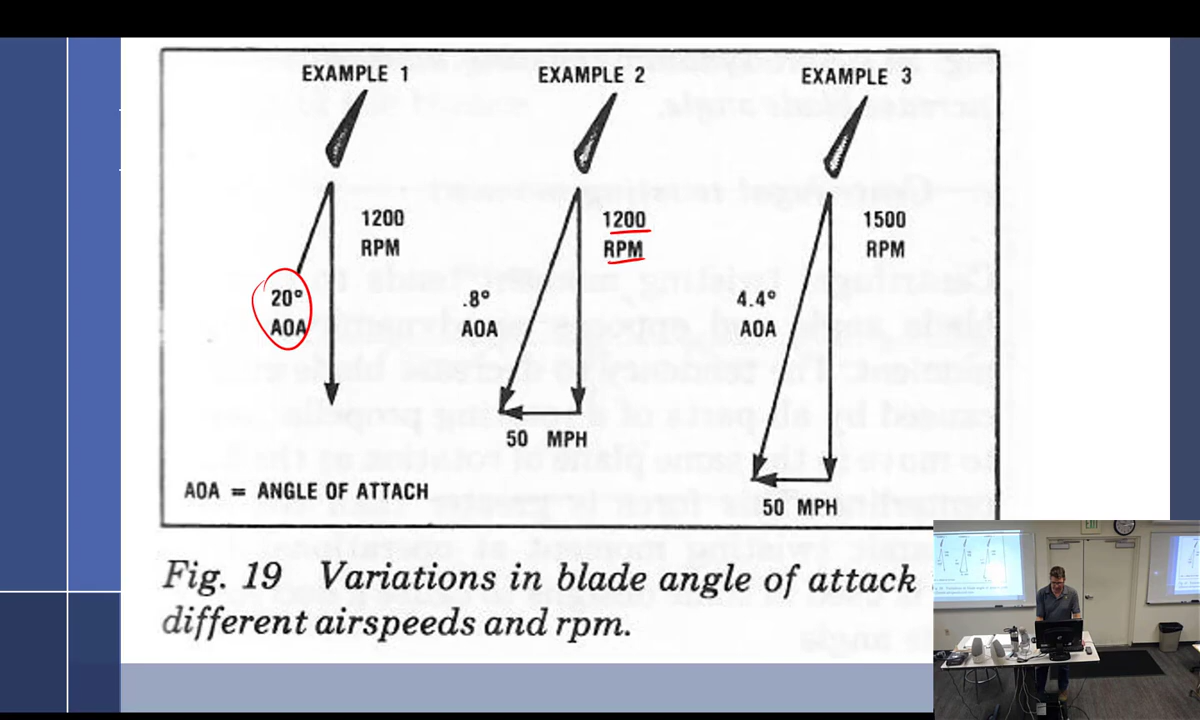 EXAMPLE 1
EXAMPLE 2
EXAMPLE 3
1200
RPM
1200
RPM
1500
RPM
20°
AOA
.8°
AOA
4.4°
AOA
50 MPH
50 MPH
AOA = ANGLE OF ATTACH
Fig. 19 Variations in blade angle of attack
different airspeeds and rpm.
EXIT